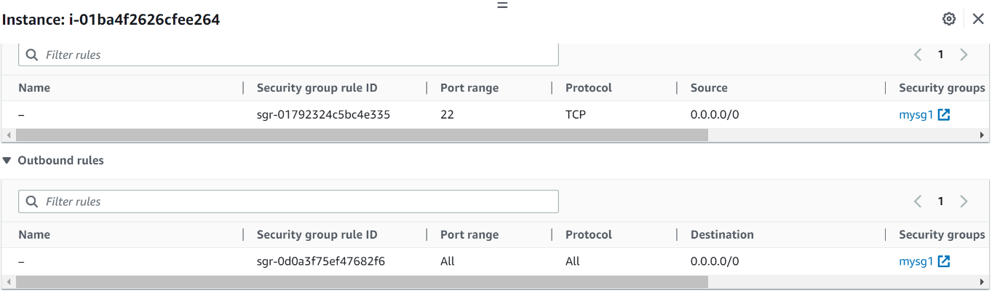 Instance: i-01ba4f2626cfee264
Filter rules
1
Name Security group rule ID Port range Protocol Source Security groups
– sgr-01792324c5bc4e335 22 TCP 0.0.0.0/0 mysg1
Outbound rules
Filter rules
1
Name Security group rule ID Port range Protocol Destination Security groups
– sgr-0d0a3f75ef47682f6 All All 0.0.0.0/0 mysg1